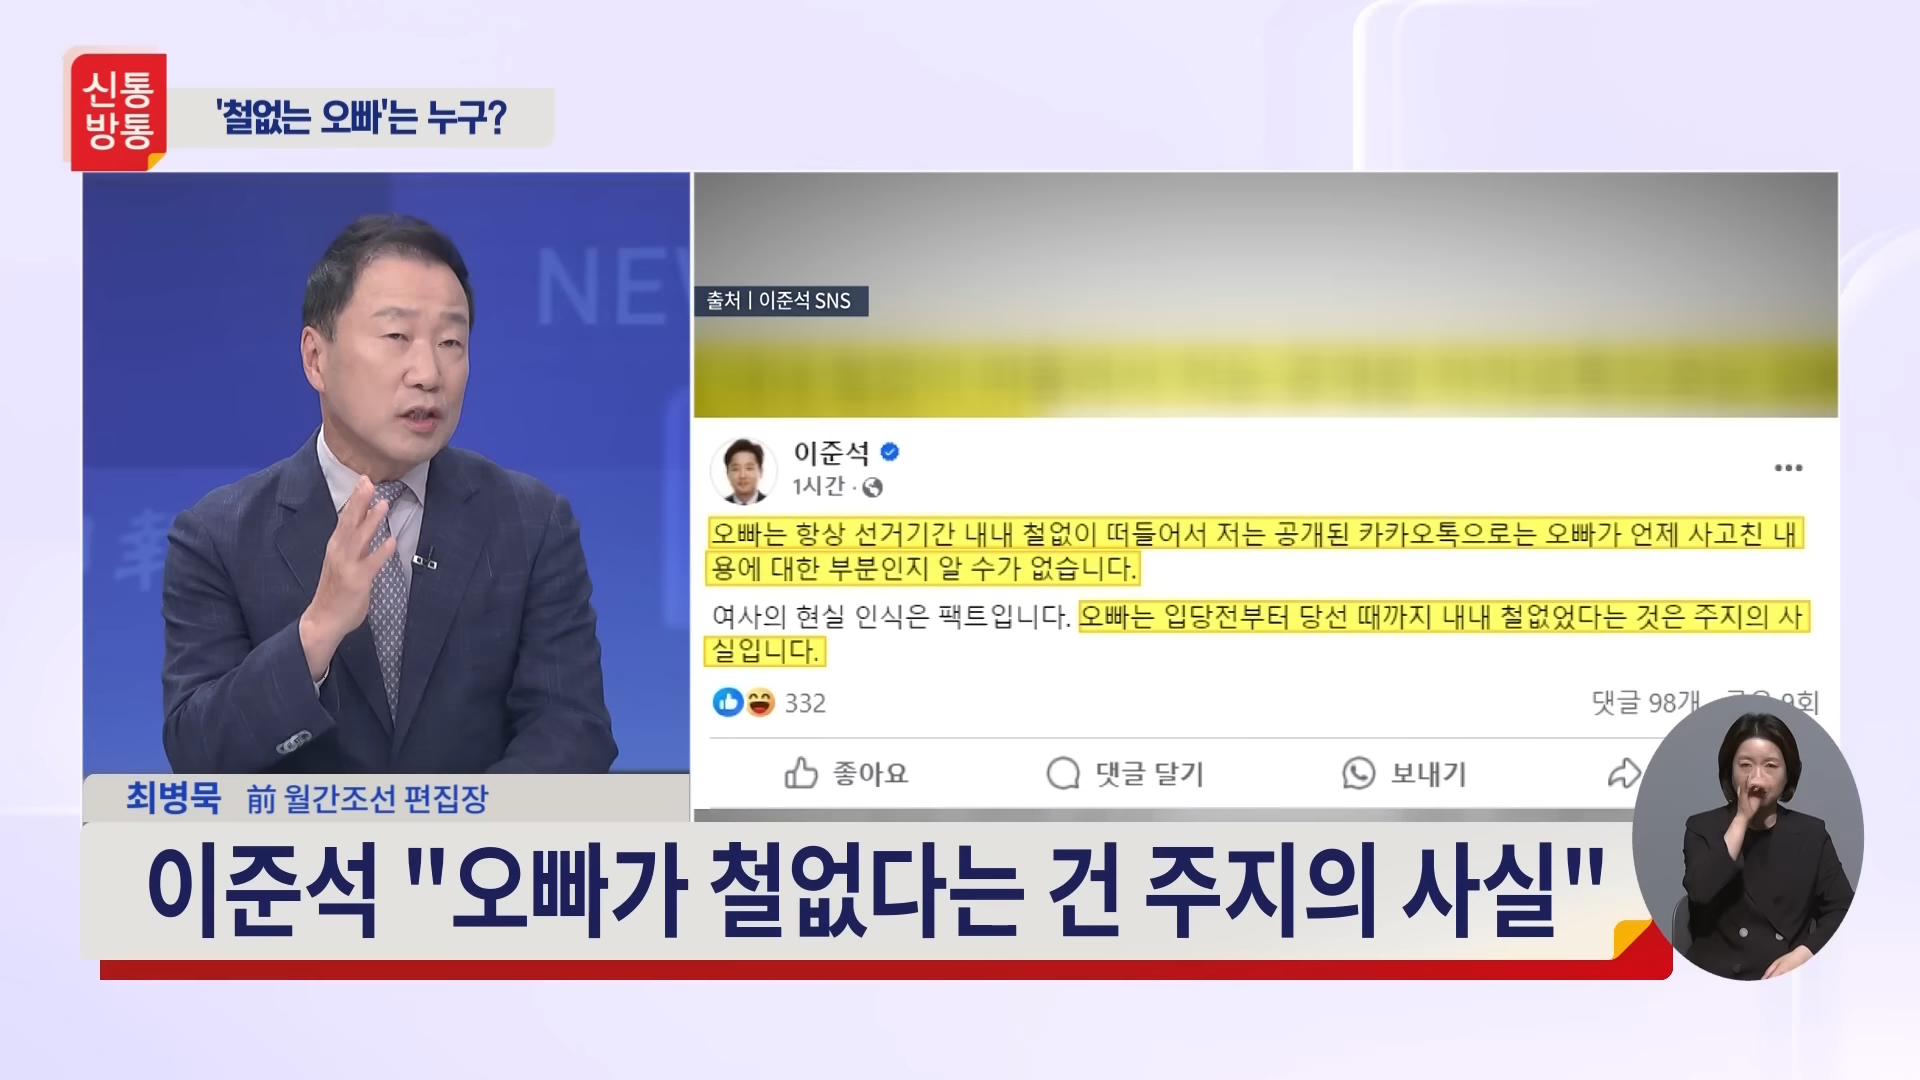 신통
방통
'철없는 오빠'는 누구?
NEW
출처 | 이준석 SNS
이준석
1시간 ·
오빠는 항상 선거기간 내내 철없이 떠들어서 저는 공개된 카카오톡으로는 오빠가 언제 사고친 내
용에 대한 부분인지 알 수가 없습니다.
여사의 현실 인식은 팩트입니다. 오빠는 입당전부터 당선 때까지 내내 철없었다는 것은 주지의 사
실입니다.
332
댓글 98개
9회
좋아요
댓글 달기
보내기
최병묵 前 월간조선 편집장
이준석 "오빠가 철없다는 건 주지의 사실"